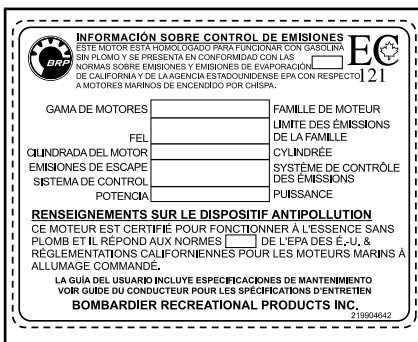 INFORMACIÓN SOBRE CONTROL DE EMISIONES
ESTE MOTOR ESTÁ HOMOLOGADO PARA FUNCIONAR CON GASOLINA
SIN PLOMO Y SE PRESENTA EN CONFORMIDAD CON LAS
NORMAS SOBRE EMISIONES Y EMISIONES DE EVAPORACIÓN
DE CALIFORNIA Y DE LA AGENCIA ESTADOUNIDENSE EPA CON RESPECTO
A MOTORES MARINOS DE ENCENDIDO POR CHISPA.
BRP
EC
121
GAMA DE MOTORES FAMILLE DE MOTEUR
LIMITE DES ÉMISSIONS
FEL DE LA FAMILLE
CILINDRADA DEL MOTOR CYLINDRÉE
EMISIONES DE ESCAPE SYSTÈME DE CONTRÔLE
SISTEMA DE CONTROL DES ÉMISSIONS
POTENCIA PUISSANCE
RENSEIGNEMENTS SUR LE DISPOSITIF ANTIPOLLUTION
CE MOTEUR EST CERTIFIÉ POUR FONCTIONNER À L'ESSENCE SANS
PLOMB ET IL RÉPOND AUX NORMES DE L'EPA DES É.-U. &
RÉGLEMENTATIONS CALIFORNIENNES POUR LES MOTEURS MARINS À
ALLUMAGE COMMANDÉ.
LA GUÍA DEL USUARIO INCLUYE ESPECIFICACIONES DE MANTENIMIENTO
VOIR GUIDE DU CONDUCTEUR POUR LES SPÉCIFICATIONS D'ENTRETIEN
BOMBARDIER RECREATIONAL PRODUCTS INC.
219904642